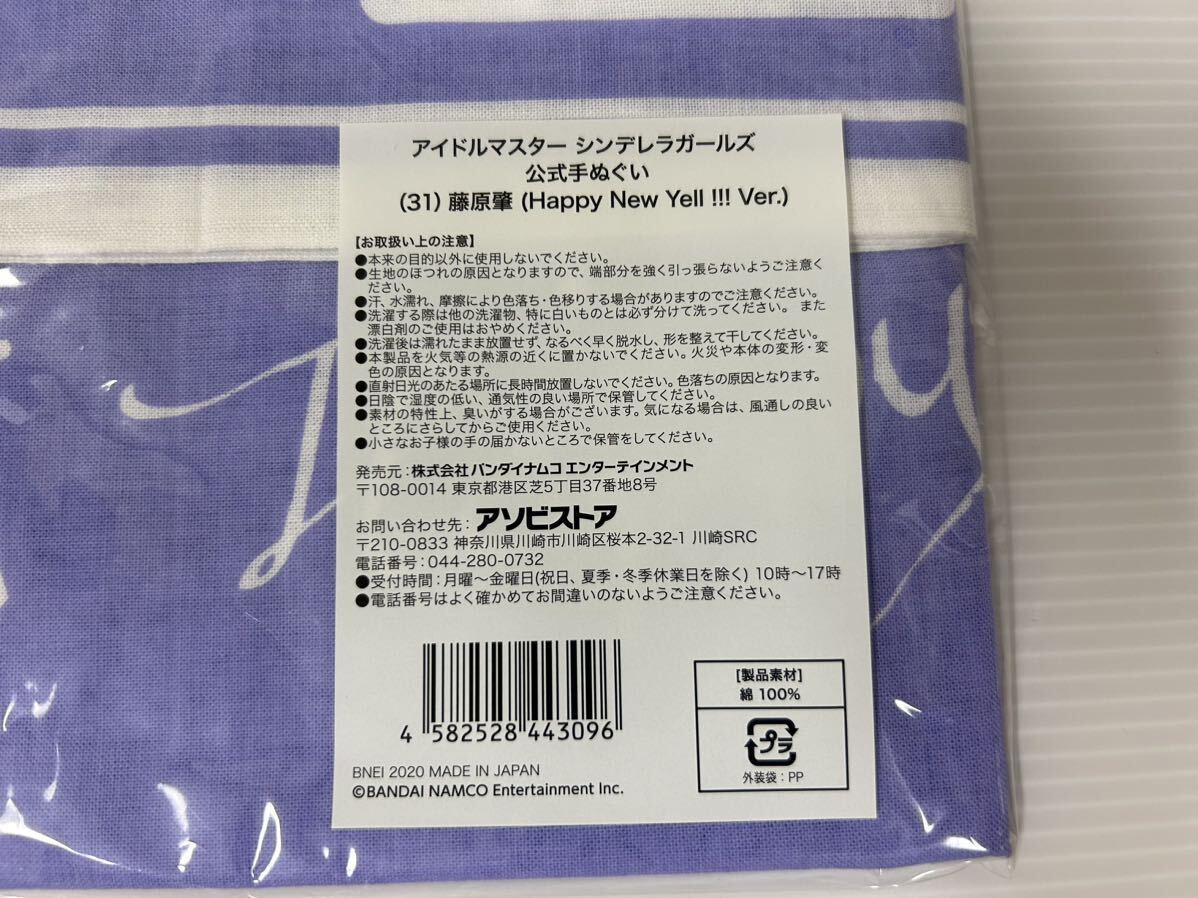 アイドルマスター シンデレラガールズ
公式手ぬぐい
(31) 藤原肇 (Happy New Yell !!! Ver.)
【お取扱い上の注意】
●本来の目的以外に使用しないでください。
●生地のほつれの原因となりますので、端部分を強く引っ張らないようご注意く
ださい。
●汗、水濡れ、摩擦により色落ち・色移りする場合がありますのでご注意ください。
●洗濯する際は他の洗濯物、特に白いものとは必ず分けて洗ってください。 また
漂白剤のご使用はおやめください。
●洗濯後は濡れたまま放置せず、なるべく早く脱水し、形を整えて干してください。
●本製品を火気等の熱源の近くに置かないでください。火災や本体の変形・変
色の原因となります。
●直射日光のあたる場所に長時間放置しないでください。色落ちの原因となります。
●日陰で湿度の低い、通気性の良い場所で保管してください。
●素材の特性上、臭いがする場合がございます。気になる場合は、風通しの良い
ところにさらしてからご使用ください。
●小さなお子様の手の届かないところで保管をしてください。
発売元：株式会社バンダイナムコ エンターテインメント
〒108-0014 東京都港区芝5丁目37番地8号
お問い合わせ先：アソビストア
〒210-0833 神奈川県川崎市川崎区桜本2-32-1 川崎SRC
電話番号：044-280-0732
●受付時間：月曜～金曜日(祝日、夏季・冬季休業日を除く) 10時～17時
●電話番号はよく確かめてお間違いのないようご注意ください。
4 582528 443096
BNEI 2020 MADE IN JAPAN
©BANDAI NAMCO Entertainment Inc.
[製品素材]
綿 100%
プラ
外装袋：PP